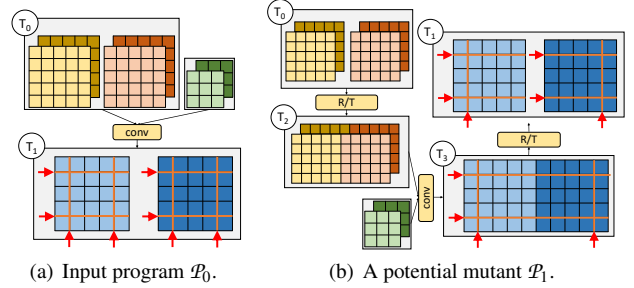 T₀
conv
T₁
(a) Input program 𝒫₀.
T₀
R/T
T₂
conv
T₃
R/T
T₁
(b) A potential mutant 𝒫₁.